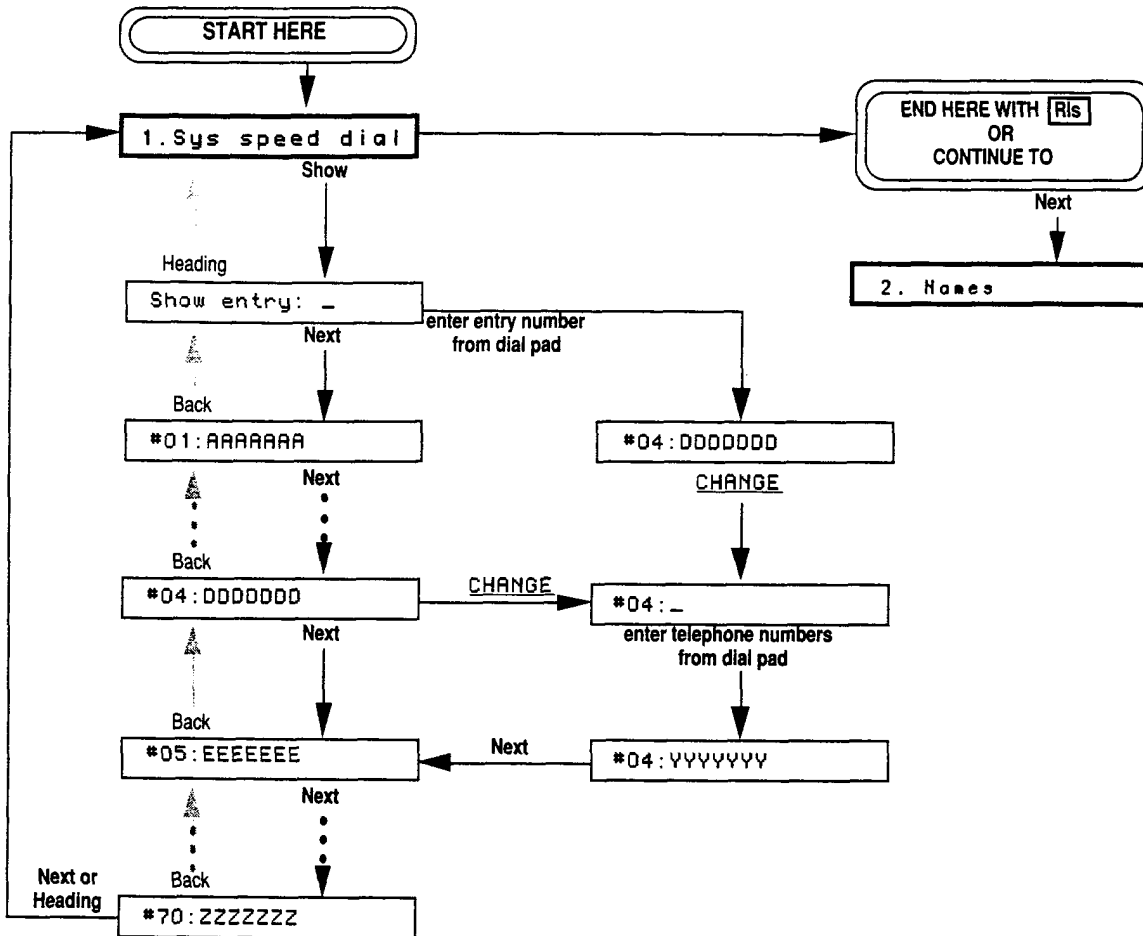 START HERE
1.Sys speed dial
Show
END HERE WITH Rls
OR
CONTINUE TO
Next
2. Names
Heading
Show entry: _
Next
enter entry number
from dial pad
Back
#01:AAAAAAA
Next
#04:DDDDDDD
CHANGE
Back
#04:DDDDDDD
Next
CHANGE
#04:_
enter telephone numbers
from dial pad
Back
#05:EEEEEEE
Next
Next
#04:YYYYYYY
Next or
Heading
Back
#70:ZZZZZZZ